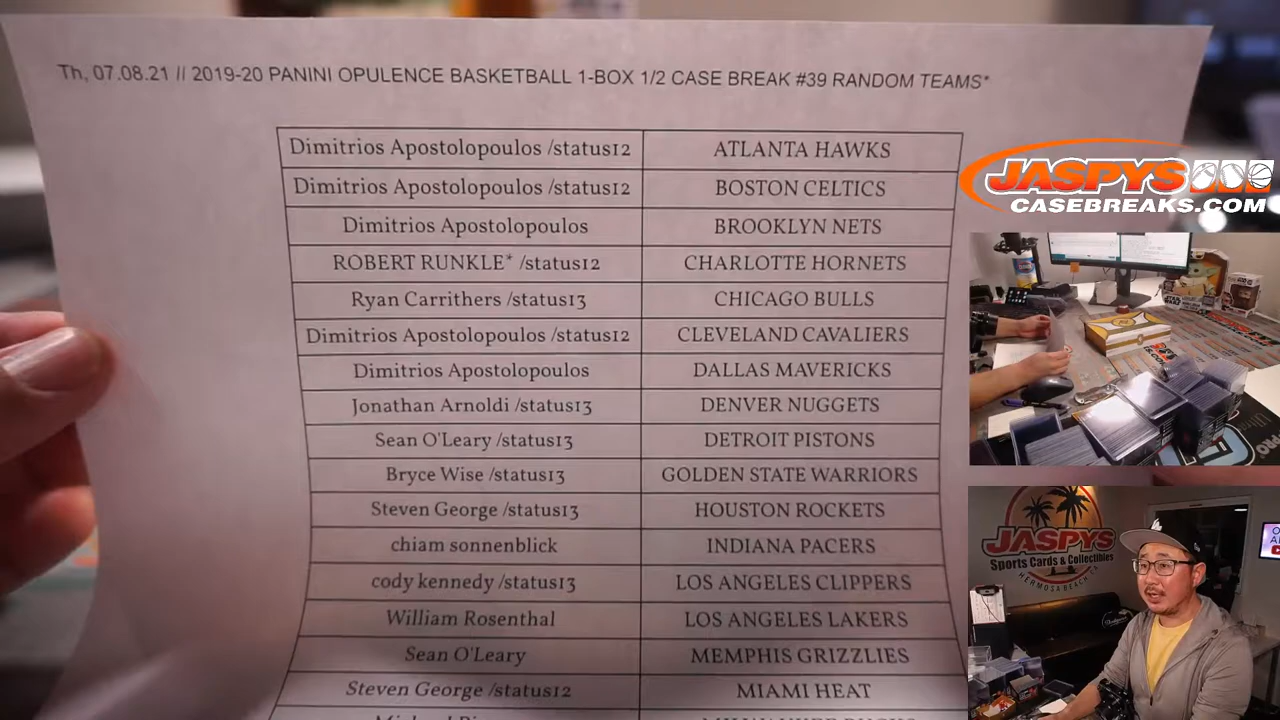 Th, 07.08.21 // 2019-20 PANINI OPULENCE BASKETBALL 1-BOX 1/2 CASE BREAK #39 RANDOM TEAMS*
Dimitrios Apostolopoulos /status12 ATLANTA HAWKS
Dimitrios Apostolopoulos /status12 BOSTON CELTICS
Dimitrios Apostolopoulos BROOKLYN NETS
ROBERT RUNKLE* /status12 CHARLOTTE HORNETS
Ryan Carrithers /status13 CHICAGO BULLS
Dimitrios Apostolopoulos /status12 CLEVELAND CAVALIERS
Dimitrios Apostolopoulos DALLAS MAVERICKS
Jonathan Arnoldi /status13 DENVER NUGGETS
Sean O'Leary /status13 DETROIT PISTONS
Bryce Wise /status13 GOLDEN STATE WARRIORS
Steven George /status13 HOUSTON ROCKETS
chiam sonnenblick INDIANA PACERS
cody kennedy /status13 LOS ANGELES CLIPPERS
William Rosenthal LOS ANGELES LAKERS
Sean O'Leary MEMPHIS GRIZZLIES
Steven George /status12 MIAMI HEAT
JASPYS
CASEBREAKS.COM
JASPYS
Sports Cards & Collectibles
HERMOSA BEACH, CA